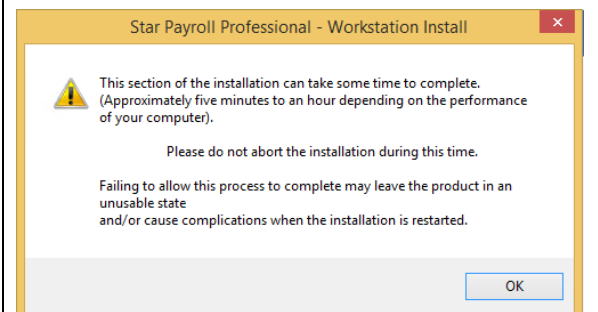 Star Payroll Professional - Workstation Install
This section of the installation can take some time to complete.
(Approximately five minutes to an hour depending on the performance
of your computer).
Please do not abort the installation during this time.
Failing to allow this process to complete may leave the product in an
unusable state
and/or cause complications when the installation is restarted.
OK